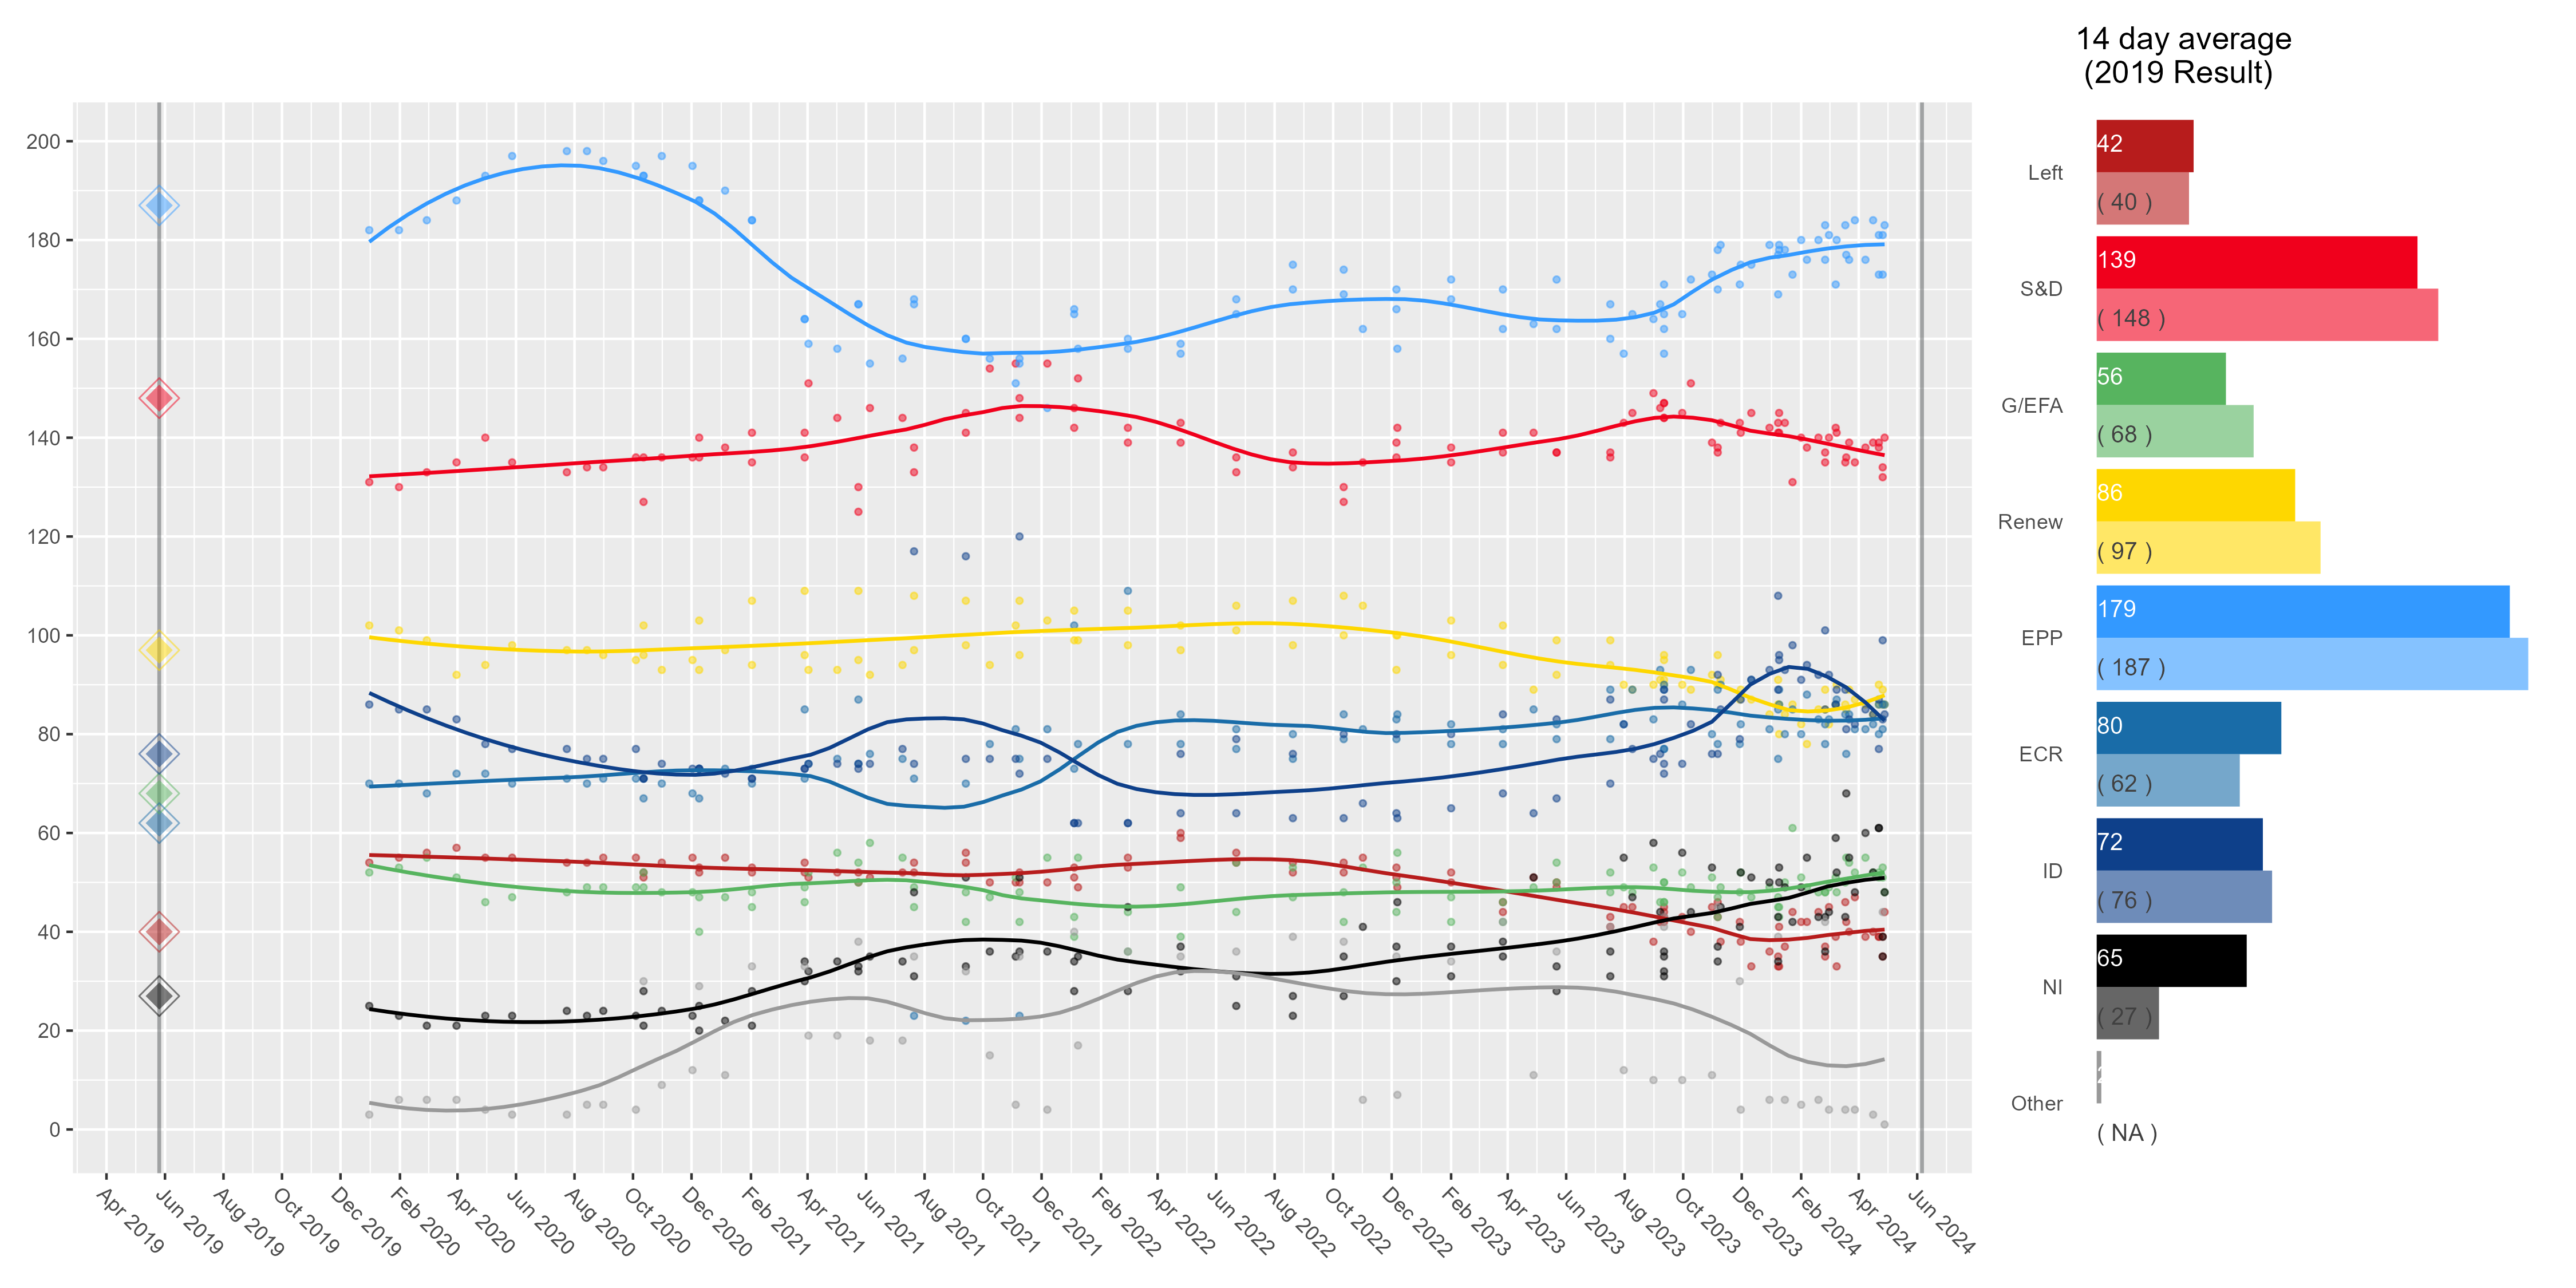 14 day average
(2019 Result)
200
180
160
140
120
100
80
60
40
20
0
Apr 2019
Jun 2019
Aug 2019
Oct 2019
Dec 2019
Feb 2020
Apr 2020
Jun 2020
Aug 2020
Oct 2020
Dec 2020
Feb 2021
Apr 2021
Jun 2021
Aug 2021
Oct 2021
Dec 2021
Feb 2022
Apr 2022
Jun 2022
Aug 2022
Oct 2022
Dec 2022
Feb 2023
Apr 2023
Jun 2023
Aug 2023
Oct 2023
Dec 2023
Feb 2024
Apr 2024
Jun 2024
Left
42
( 40 )
S&D
139
( 148 )
G/EFA
56
( 68 )
Renew
86
( 97 )
EPP
179
( 187 )
ECR
80
( 62 )
ID
72
( 76 )
NI
65
( 27 )
Other
( NA )